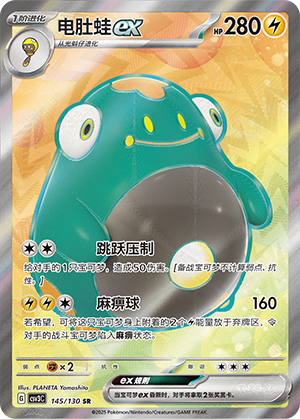 1阶进化
电肚蛙ex
HP 280
从光蚪仔进化
跳跃压制
给对手的1只宝可梦,造成50伤害。[备战宝可梦不计算弱点、抗性。]
麻痹球 160
若希望,可将这只宝可梦身上附着的2个能量放于弃牌区,令对手的战斗宝可梦陷入麻痹状态。
弱点 ×2 抗性 撤退
Illus. PLANETA Yamashita
ex规则
G CSV3C 145/130 SR
当宝可梦ex昏厥时,对手将拿取2张奖赏卡。
©2025 Pokémon/Nintendo/Creatures/GAME FREAK.